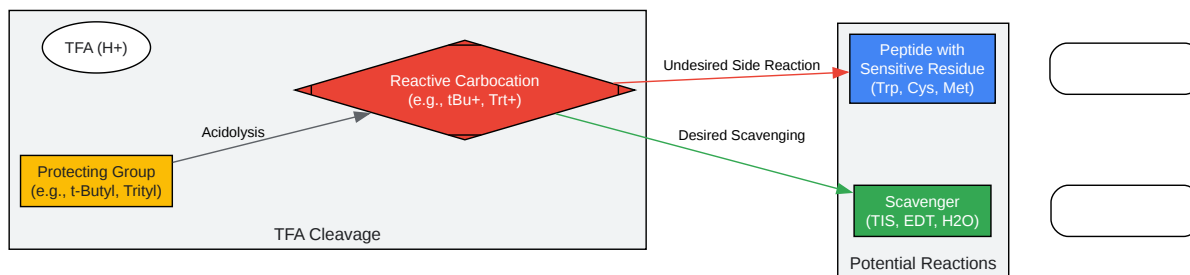 TFA (H+)
Reactive Carbocation
(e.g., tBu+, Trt+)
Acidolysis
Protecting Group
(e.g., t-Butyl, Trityl)
TFA Cleavage
Undesired Side Reaction
Desired Scavenging
Peptide with
Sensitive Residue
(Trp, Cys, Met)
Scavenger
(TIS, EDT, H2O)
Potential Reactions